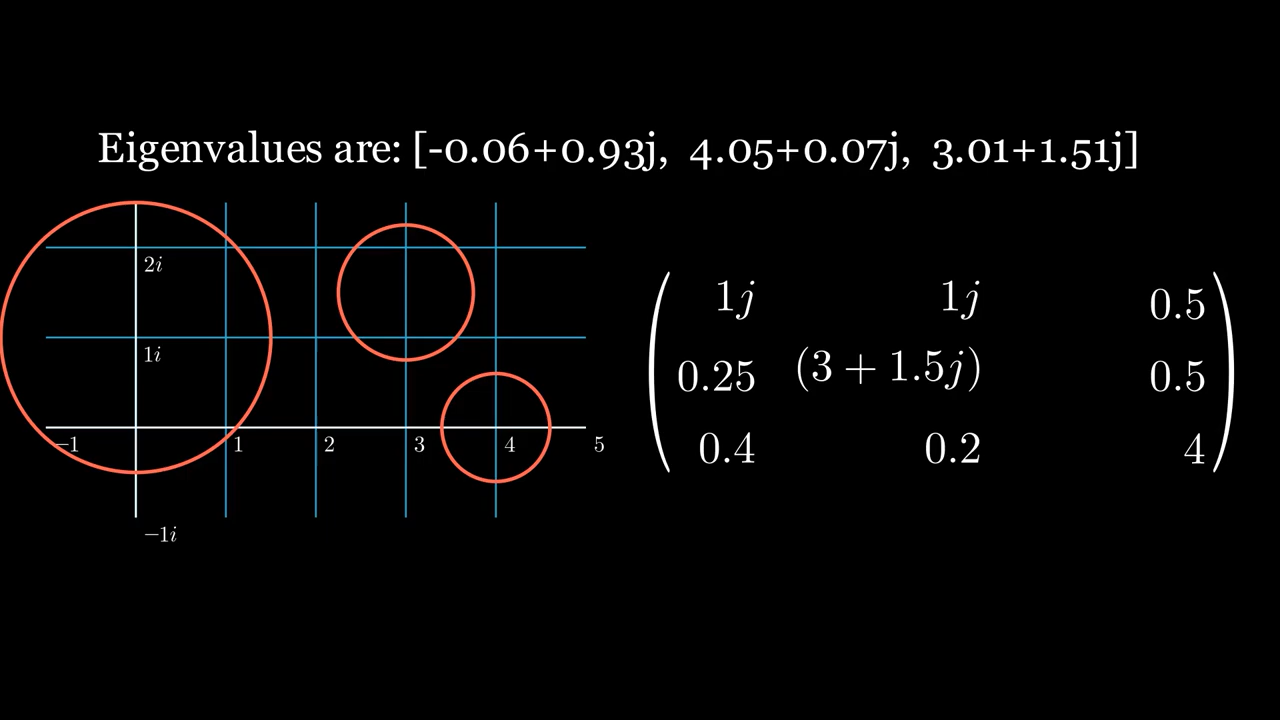 Eigenvalues are: [-0.06+0.93j, 4.05+0.07j, 3.01+1.51j]
2i
1i
−1 1 2 3 4 5
−1i
1j 1j 0.5
0.25 (3 + 1.5j) 0.5
0.4 0.2 4